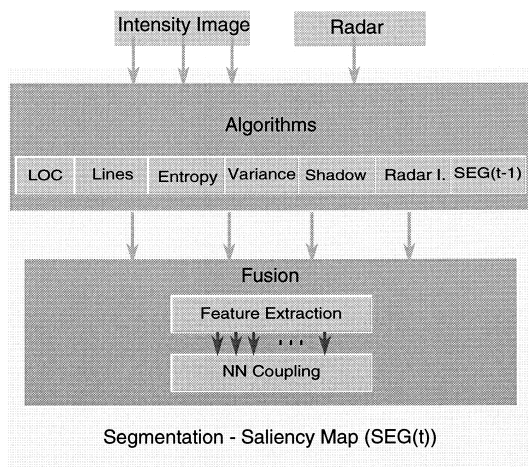 Intensity Image
Radar
Algorithms
LOC Lines Entropy Variance Shadow Radar I. SEG(t-1)
Fusion
Feature Extraction
...
NN Coupling
Segmentation - Saliency Map (SEG(t))